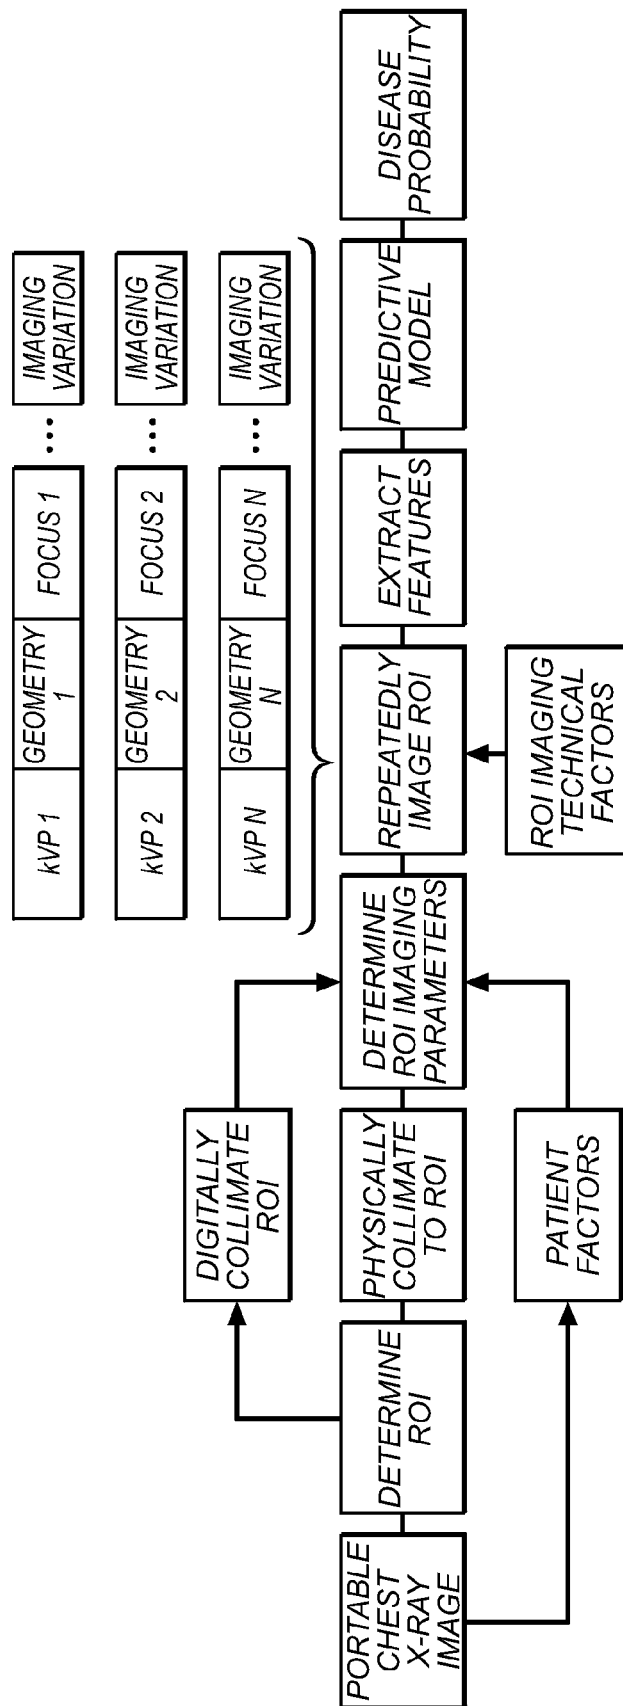 kVP 1
GEOMETRY
1
FOCUS 1
...
IMAGING
VARIATION
kVP 2
GEOMETRY
2
FOCUS 2
...
IMAGING
VARIATION
kVP N
GEOMETRY
N
FOCUS N
...
IMAGING
VARIATION
DIGITALLY
COLLIMATE
ROI
PORTABLE
CHEST
X-RAY
IMAGE
DETERMINE
ROI
PHYSICALLY
COLLIMATE
TO ROI
DETERMINE
ROI IMAGING
PARAMETERS
REPEATEDLY
IMAGE ROI
EXTRACT
FEATURES
PREDICTIVE
MODEL
DISEASE
PROBABILITY
PATIENT
FACTORS
ROI IMAGING
TECHNICAL
FACTORS